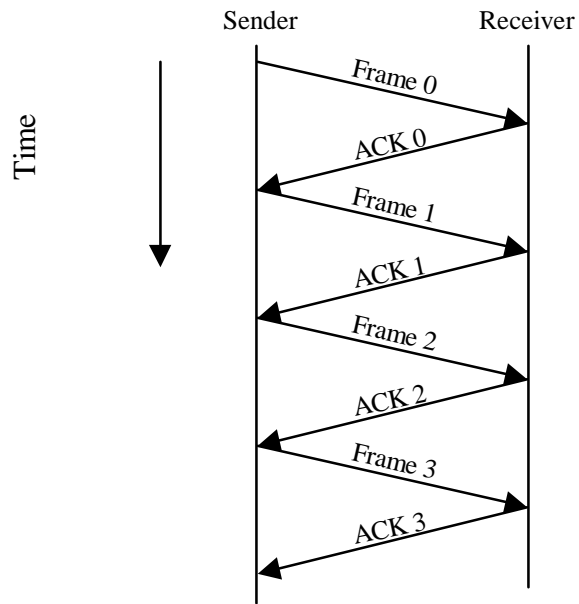 Sender
Receiver
Time
Frame 0
ACK 0
Frame 1
ACK 1
Frame 2
ACK 2
Frame 3
ACK 3